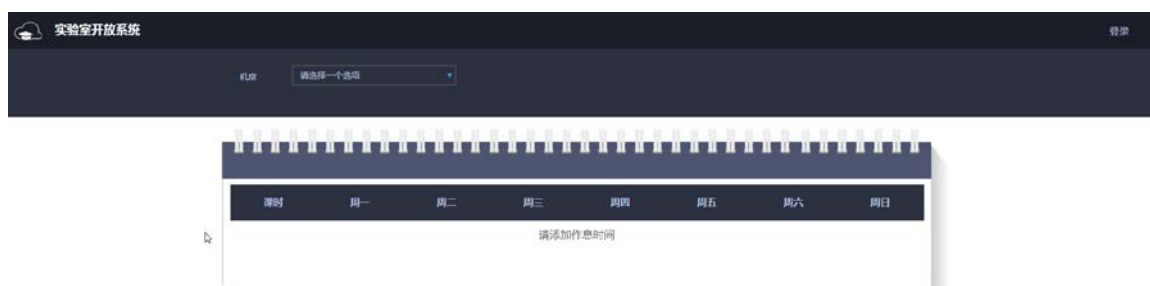 实验室开放系统
登录
机房 请选择一个选项
课时 周一 周二 周三 周四 周五 周六 周日
请添加作息时间